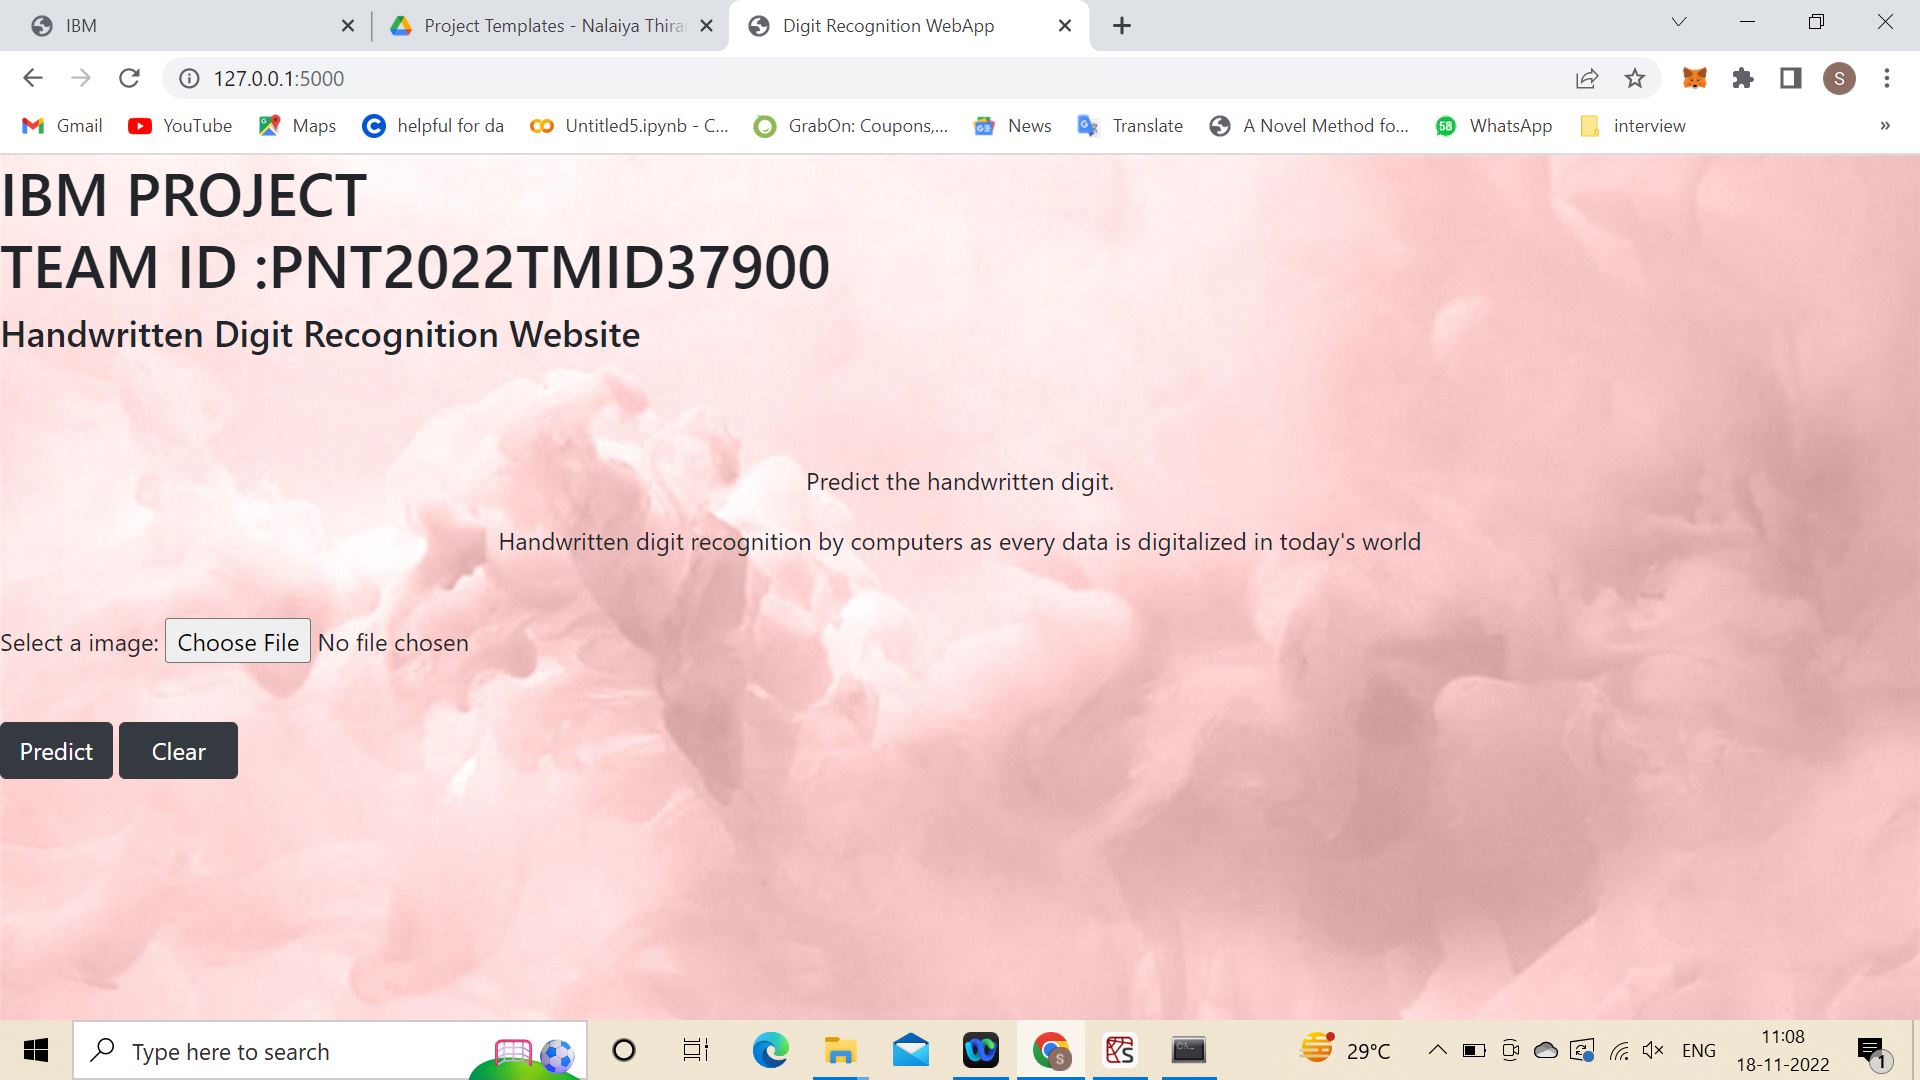 IBM
Project Templates - Nalaiya Thira
Digit Recognition WebApp
127.0.0.1:5000
S
Gmail
YouTube
Maps
helpful for da
Untitled5.ipynb - C...
GrabOn: Coupons,...
News
Translate
A Novel Method fo...
58
WhatsApp
interview
»
IBM PROJECT
TEAM ID :PNT2022TMID37900
Handwritten Digit Recognition Website
Predict the handwritten digit.
Handwritten digit recognition by computers as every data is digitalized in today's world
Select a image: Choose File No file chosen
Predict Clear
Type here to search
S
29°C
ENG
11:08
18-11-2022
1